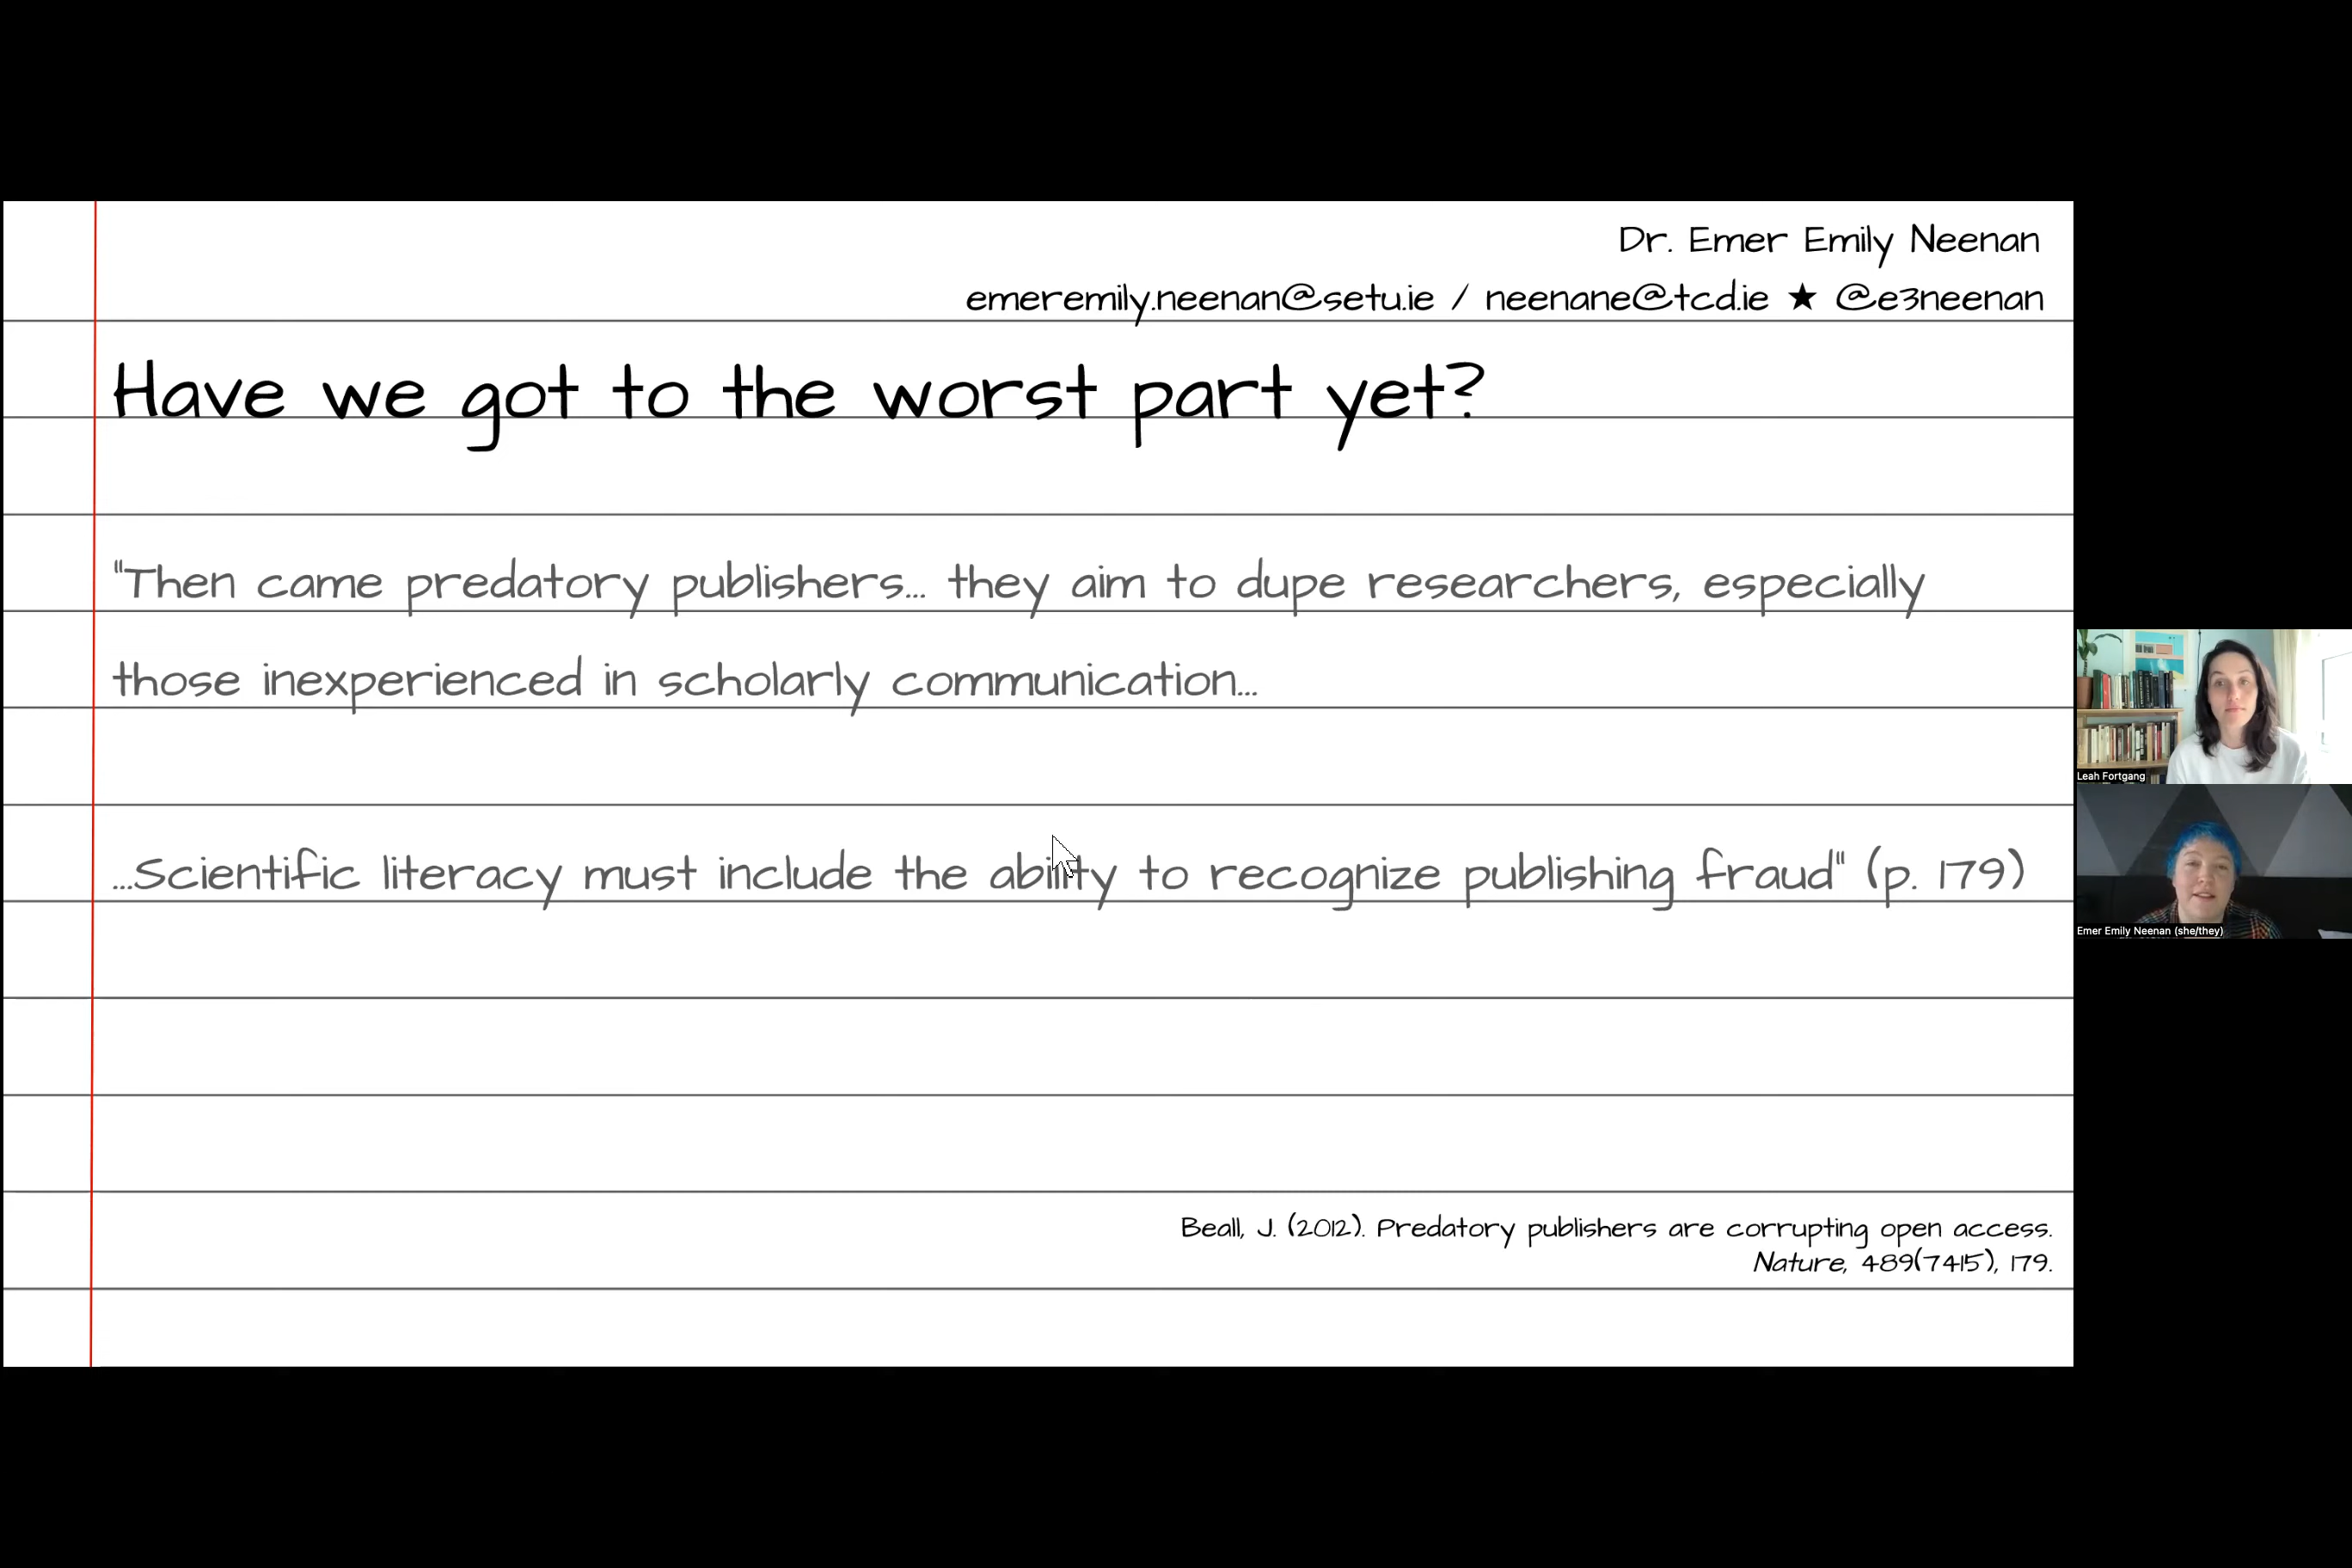 Dr. Emer Emily Neenan
emeremily.neenan@setu.ie / neenane@tcd.ie ★ @e3neenan
Have we got to the worst part yet?
"Then came predatory publishers... they aim to dupe researchers, especially
those inexperienced in scholarly communication...
...Scientific literacy must include the ability to recognize publishing fraud" (p. 179)
Beall, J. (2012). Predatory publishers are corrupting open access.
Nature, 489(7415), 179.
Leah Fortgang
Emer Emily Neenan (she/they)